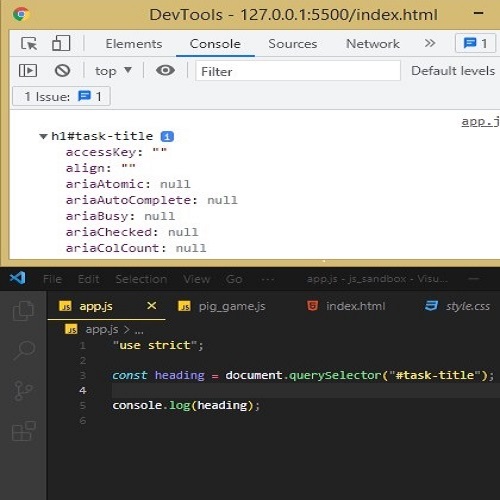 DevTools - 127.0.0.1:5500/index.html
Elements Console Sources Network » 1
top Filter Default levels
1 Issue: 1
app.j
h1#task-title i
accessKey: ""
align: ""
ariaAtomic: null
ariaAutoComplete: null
ariaBusy: null
ariaChecked: null
ariaColCount: null
File Edit Selection View Go ··· app.js - js_sandbox - Visu...
JS app.js × JS pig_game.js index.html style.css
JS app.js > ...
1 "use strict";
2
3 const heading = document.querySelector("#task-title");
4
5 console.log(heading);
6